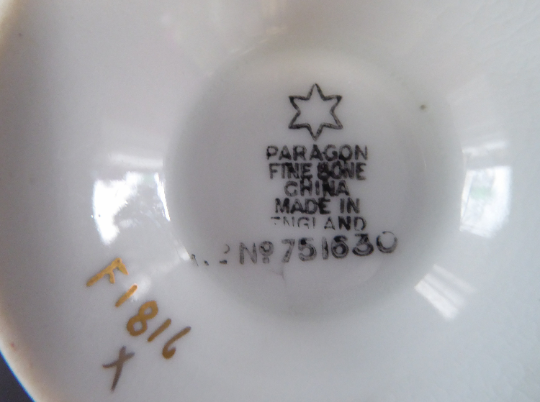 PARAGON
FINE BONE
CHINA
MADE IN
ENGLAND
Nº 751630
F1816
X